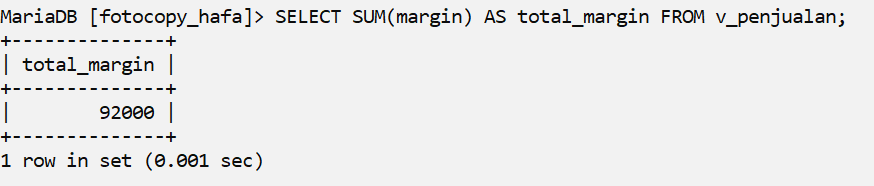 MariaDB [fotocopy_hafa]> SELECT SUM(margin) AS total_margin FROM v_penjualan;
+--------------+
| total_margin |
+--------------+
|        92000 |
+--------------+
1 row in set (0.001 sec)